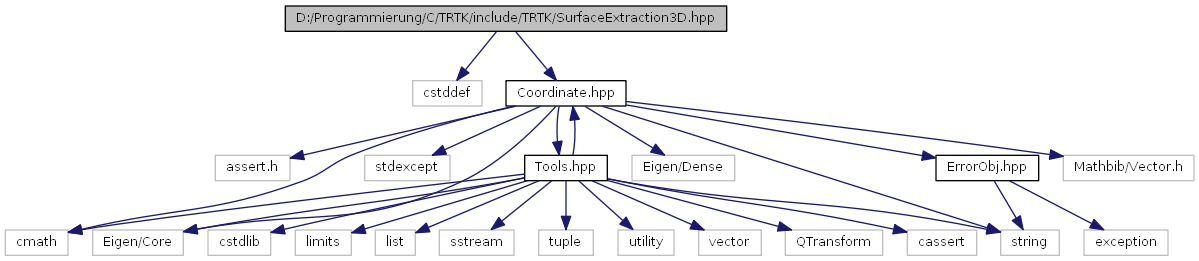 D:/Programmierung/C/TRTK/include/TRTK/SurfaceExtraction3D.hpp
cstddef
Coordinate.hpp
assert.h
stdexcept
Tools.hpp
Eigen/Dense
ErrorObj.hpp
Mathbib/Vector.h
cmath
Eigen/Core
cstdlib
limits
list
sstream
tuple
utility
vector
QTransform
cassert
string
exception